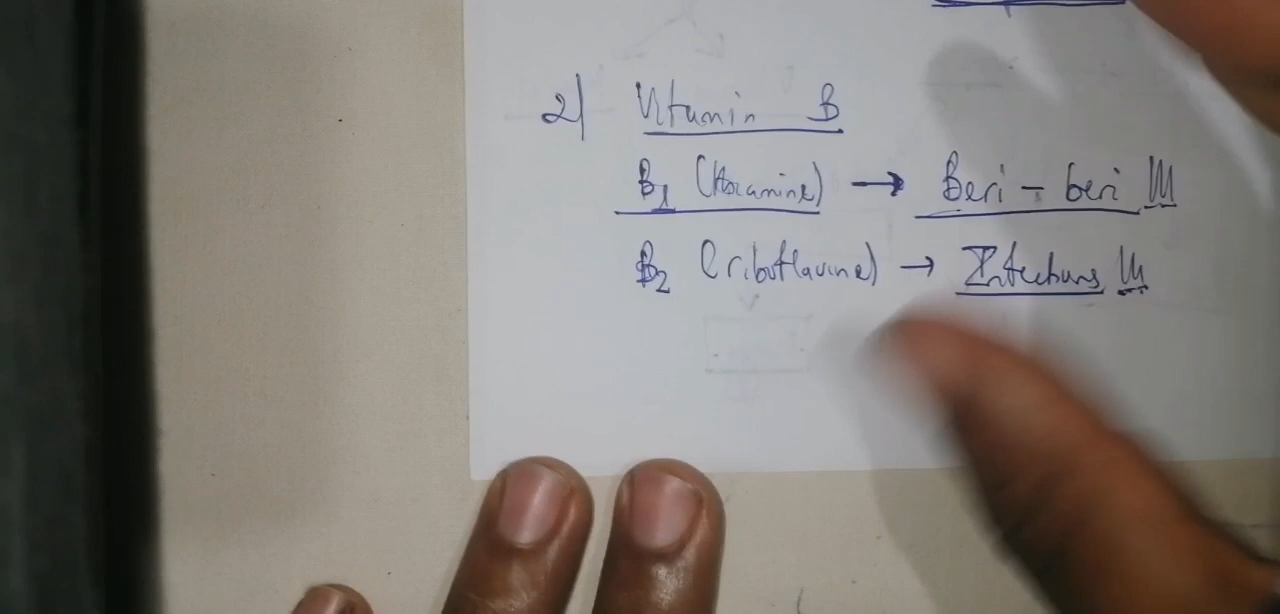 2) Vitamin B
B1 (thiamine) → Beri - beri !!!
B2 (riboflavine) → Infections !!!